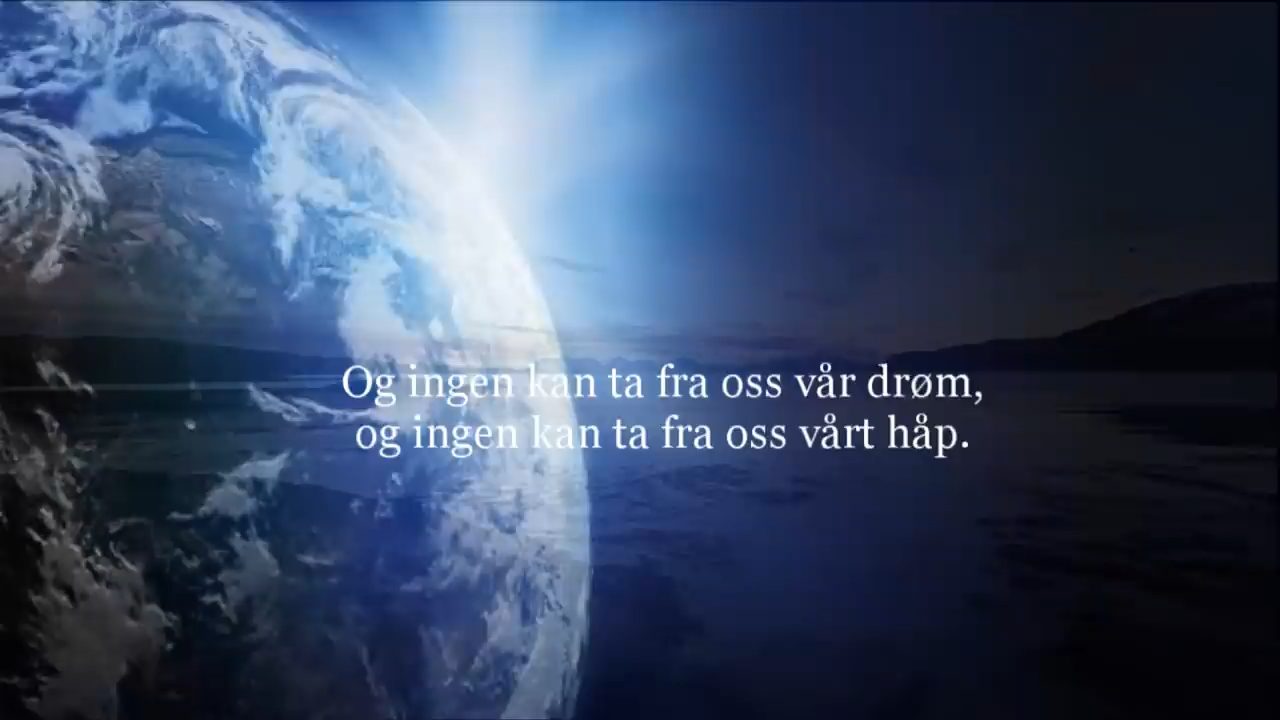 Og ingen kan ta fra oss vår drøm,
og ingen kan ta fra oss vårt håp.